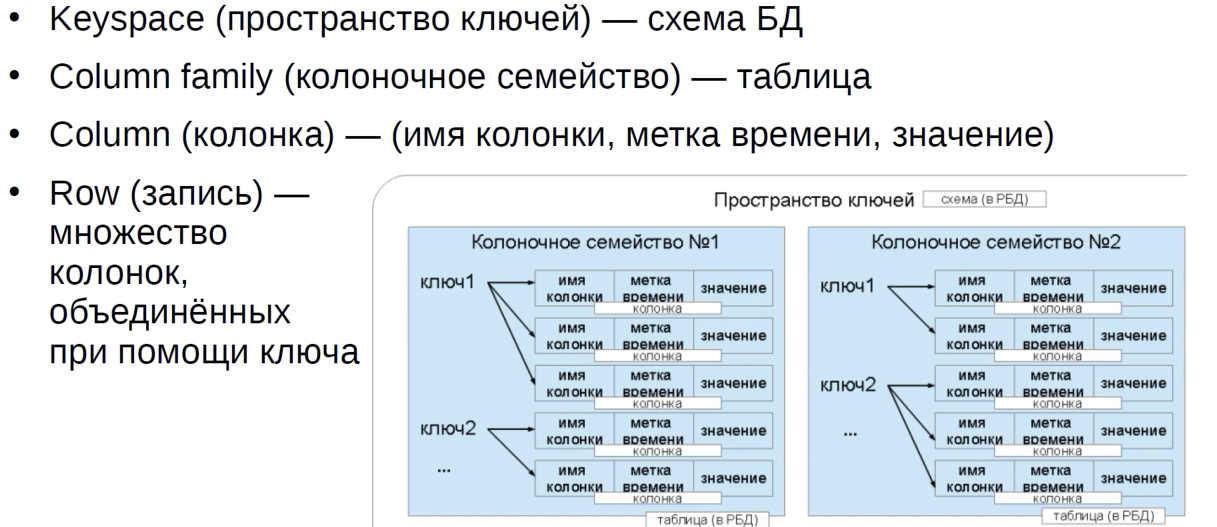 • Keyspace (пространство ключей) — схема БД
• Column family (колоночное семейство) — таблица
• Column (колонка) — (имя колонки, метка времени, значение)
• Row (запись) —
множество
колонок,
объединённых
при помощи ключа
Пространство ключей
схема (в РБД)
Колоночное семейство №1
ключ1
имя
колонки
метка
времени
значение
колонка
имя
колонки
метка
времени
значение
колонка
имя
колонки
метка
времени
значение
колонка
ключ2
имя
колонки
метка
времени
значение
колонка
...
имя
колонки
метка
времени
значение
колонка
таблица (в РБД)
Колоночное семейство №2
ключ1
имя
колонки
метка
времени
значение
колонка
имя
колонки
метка
времени
значение
колонка
ключ2
имя
колонки
метка
времени
значение
колонка
...
имя
колонки
метка
времени
значение
колонка
имя
колонки
метка
времени
значение
колонка
таблица (в РБД)